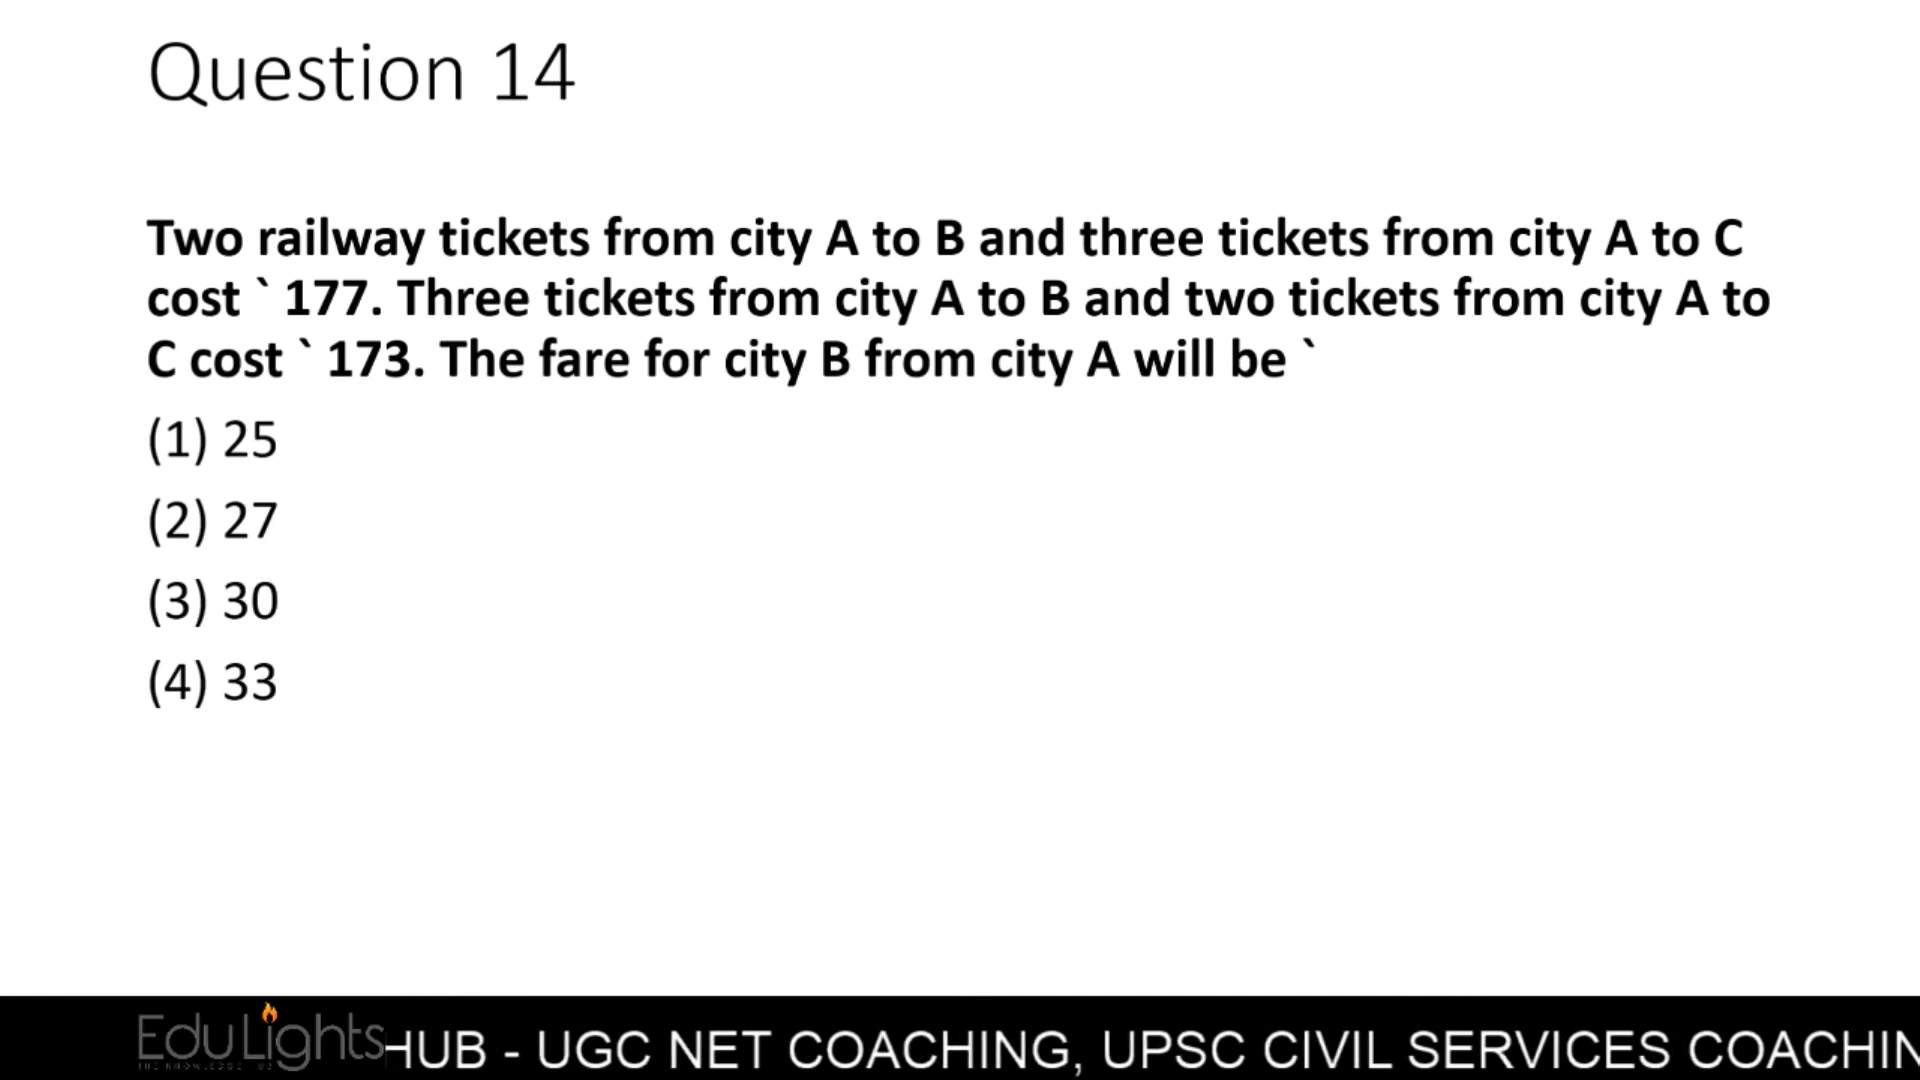 Question 14
Two railway tickets from city A to B and three tickets from city A to C
cost ` 177. Three tickets from city A to B and two tickets from city A to
C cost ` 173. The fare for city B from city A will be `
(1) 25
(2) 27
(3) 30
(4) 33
EduLights
HUB - UGC NET COACHING, UPSC CIVIL SERVICES COACHIN